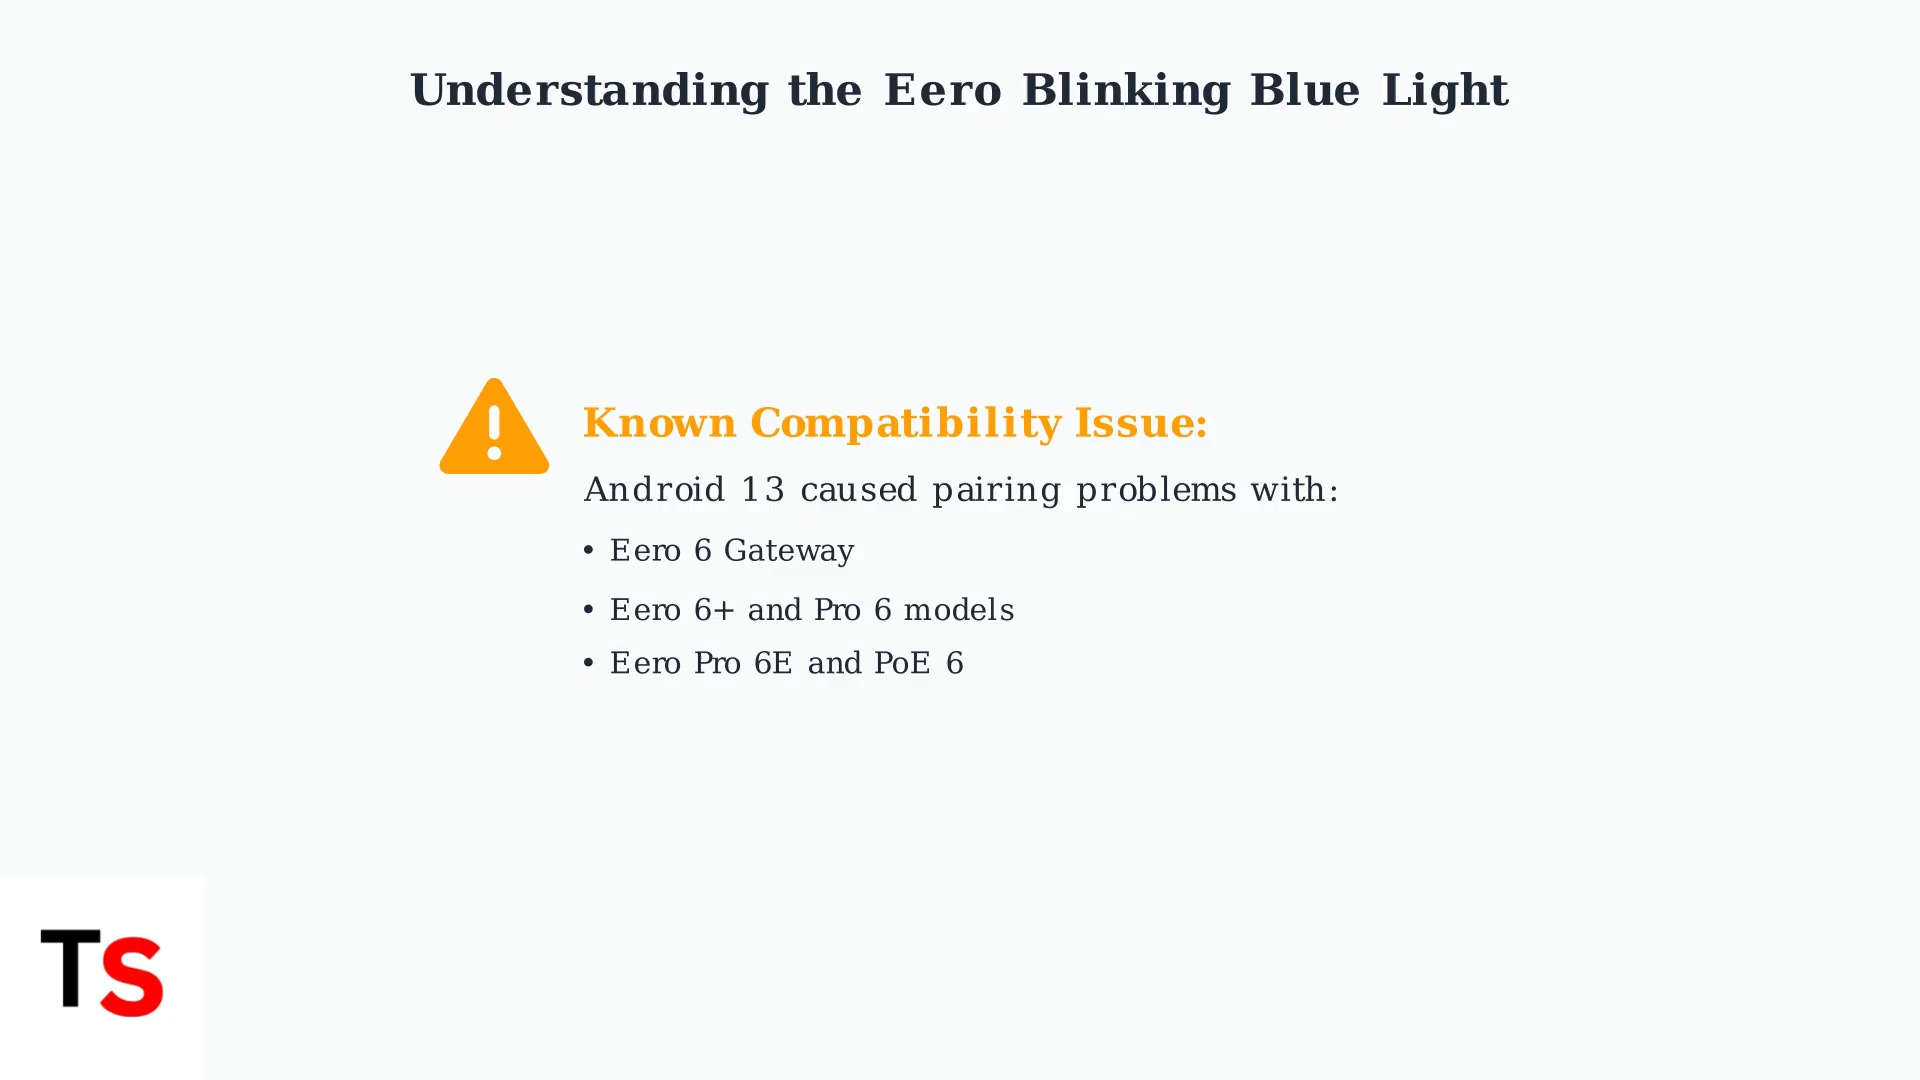 Understanding the Eero Blinking Blue Light
Known Compatibility Issue:
Android 13 caused pairing problems with:
• Eero 6 Gateway
• Eero 6+ and Pro 6 models
• Eero Pro 6E and PoE 6
TS